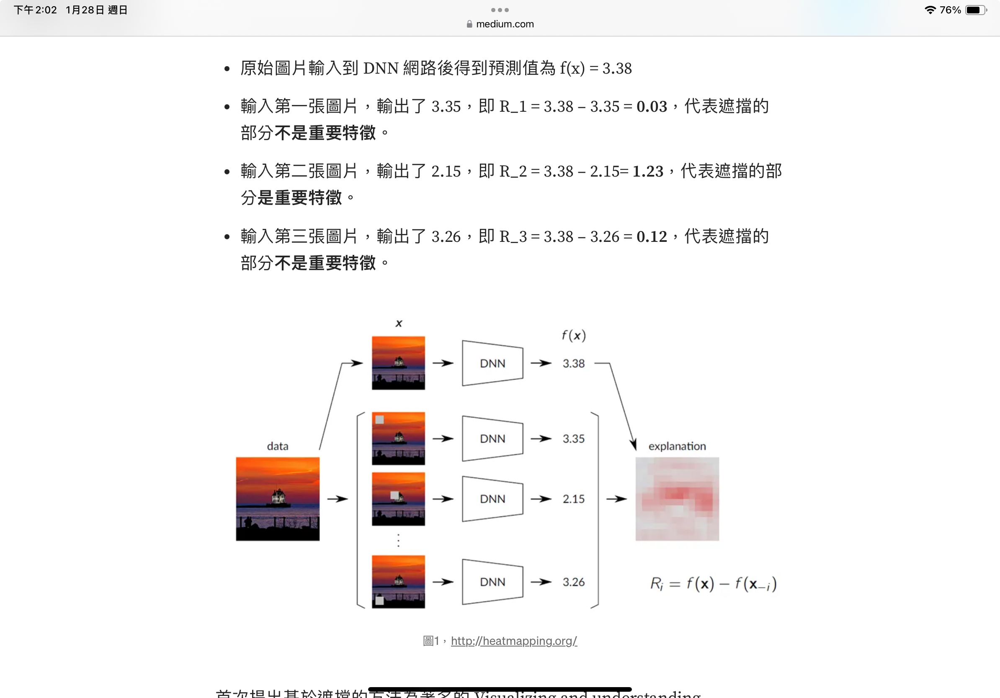 下午2:02 1月28日 週日
76%
medium.com
• 原始圖片輸入到 DNN 網路後得到預測值為 f(x) = 3.38
• 輸入第一張圖片，輸出了 3.35，即 R_1 = 3.38 – 3.35 = 0.03，代表遮擋的
部分不是重要特徵。
• 輸入第二張圖片，輸出了 2.15，即 R_2 = 3.38 – 2.15= 1.23，代表遮擋的部
分是重要特徵。
• 輸入第三張圖片，輸出了 3.26，即 R_3 = 3.38 – 3.26 = 0.12，代表遮擋的
部分不是重要特徵。
x
f(x)
DNN
3.38
DNN
3.35
data
explanation
DNN
2.15
⋮
DNN
3.26
R_i = f(x) − f(x_{−i})
圖1，http://heatmapping.org/
首次提出基於遮擋的方法為著名的 Visualizing and understanding